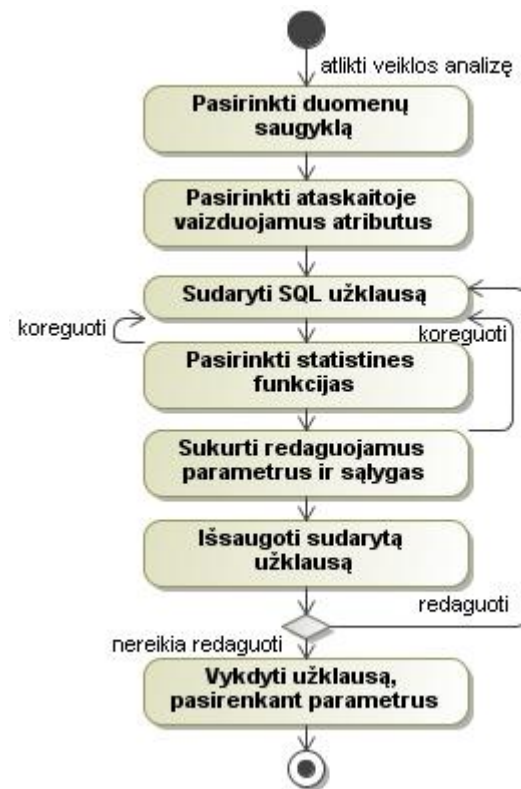 atlikti veiklos analizę
Pasirinkti duomenų
saugyklą
Pasirinkti ataskaitoje
vaizduojamus atributus
Sudaryti SQL užklausą
koreguoti
koreguoti
Pasirinkti statistines
funkcijas
Sukurti redaguojamus
parametrus ir sąlygas
Išsaugoti sudarytą
užklausą
redaguoti
nereikia redaguoti
Vykdyti užklausą,
pasirenkant parametrus